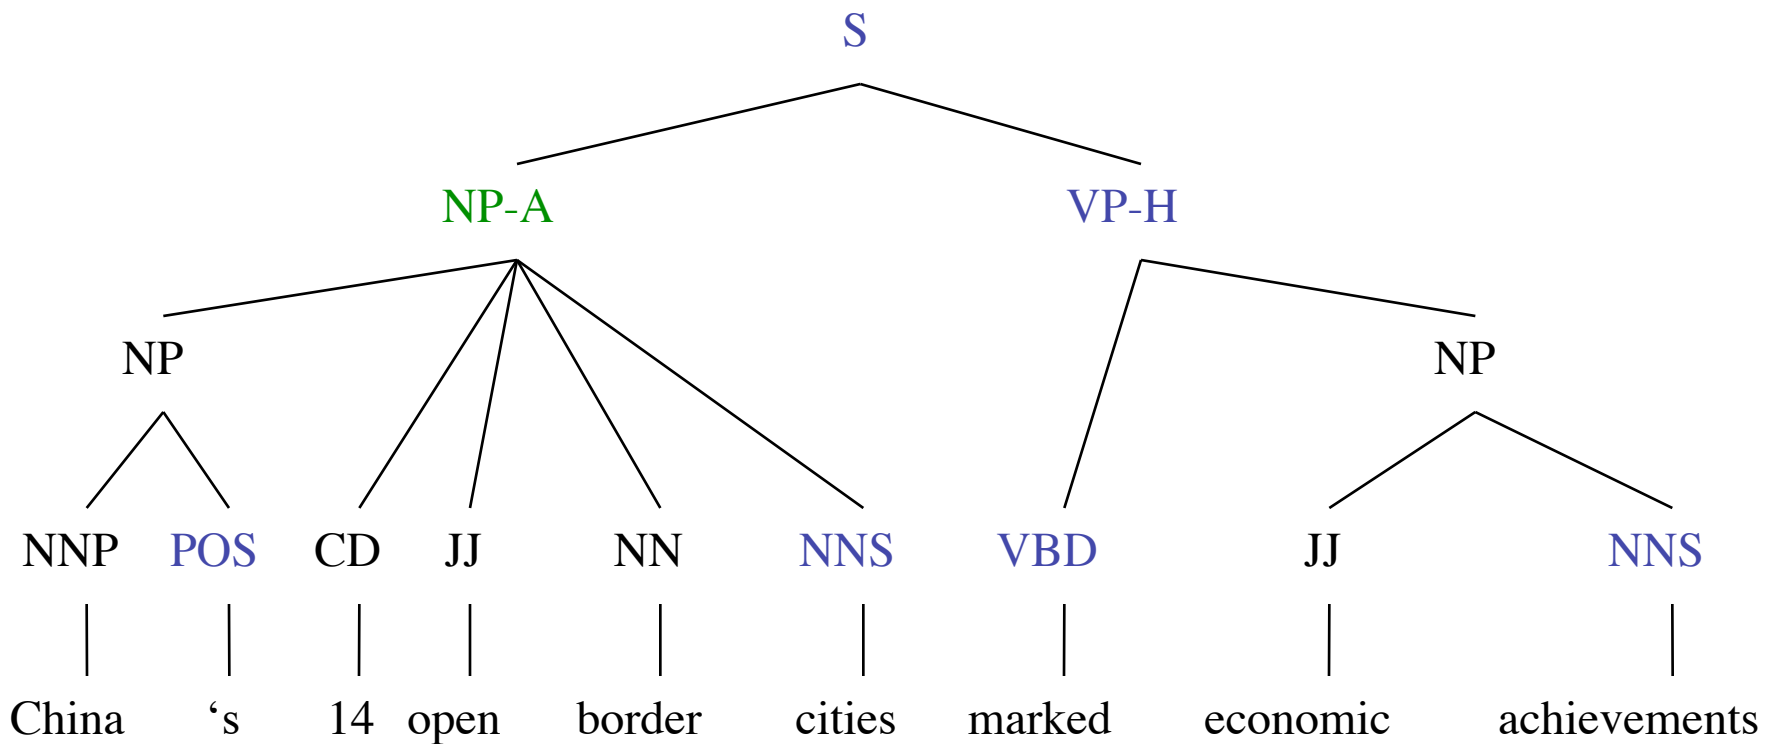 S
NP-A VP-H
NP NP
NNP POS CD JJ NN NNS VBD JJ NNS
China ‘s 14 open border cities marked economic achievements